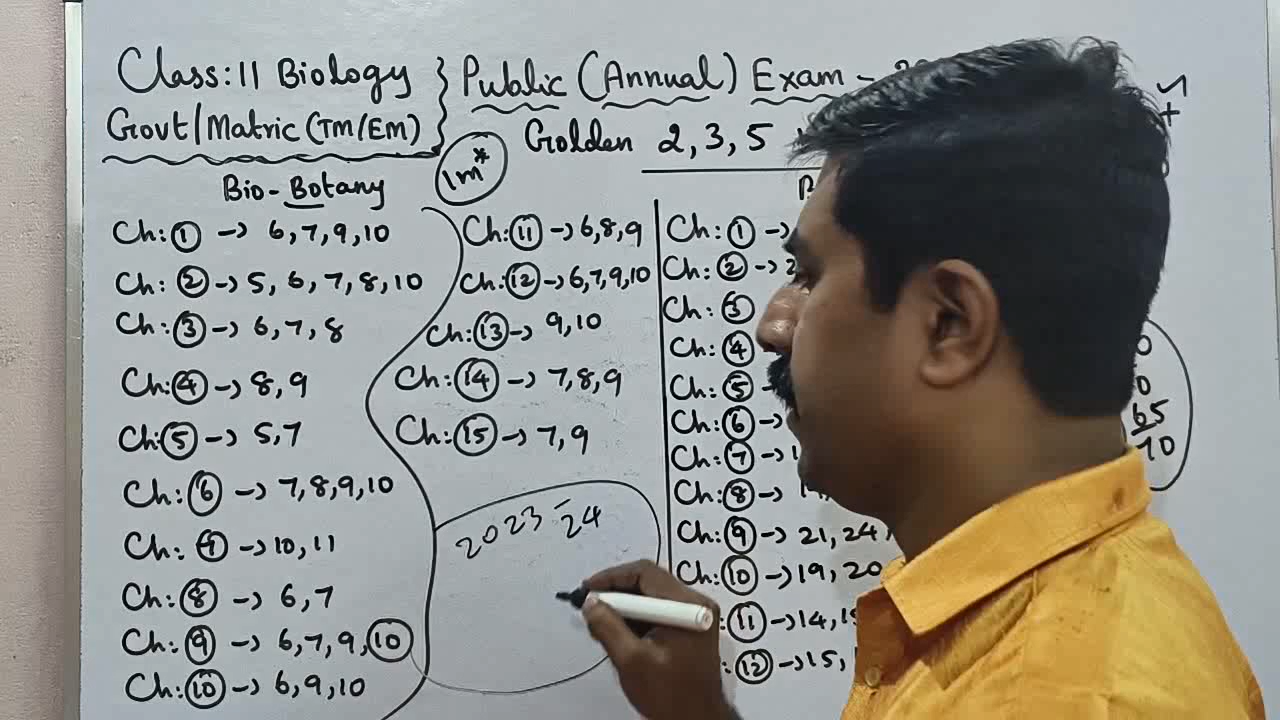 Class:11 Biology } Public (Annual) Exam -
Govt/Matric (TM/EM)
Golden 2, 3, 5
1m*
Bio-Botany
Ch: 1 -> 6, 7, 9, 10
Ch: 2 -> 5, 6, 7, 8, 10
Ch: 3 -> 6, 7, 8
Ch: 4 -> 8, 9
Ch: 5 -> 5, 7
Ch: 6 -> 7, 8, 9, 10
Ch: 7 -> 10, 11
Ch: 8 -> 6, 7
Ch: 9 -> 6, 7, 9, 10
Ch: 10 -> 6, 9, 10
Ch: 11 -> 6, 8, 9
Ch: 12 -> 6, 7, 9, 10
Ch: 13 -> 9, 10
Ch: 14 -> 7, 8, 9
Ch: 15 -> 7, 9
2023-24
Ch: 1 ->
Ch: 2 ->
Ch: 3
Ch: 4
Ch: 5
Ch: 6 ->
Ch: 7 ->
Ch: 8 ->
Ch: 9 -> 21, 24,
Ch: 10 -> 19, 20
: 11 -> 14,
: 12 -> 15,
65